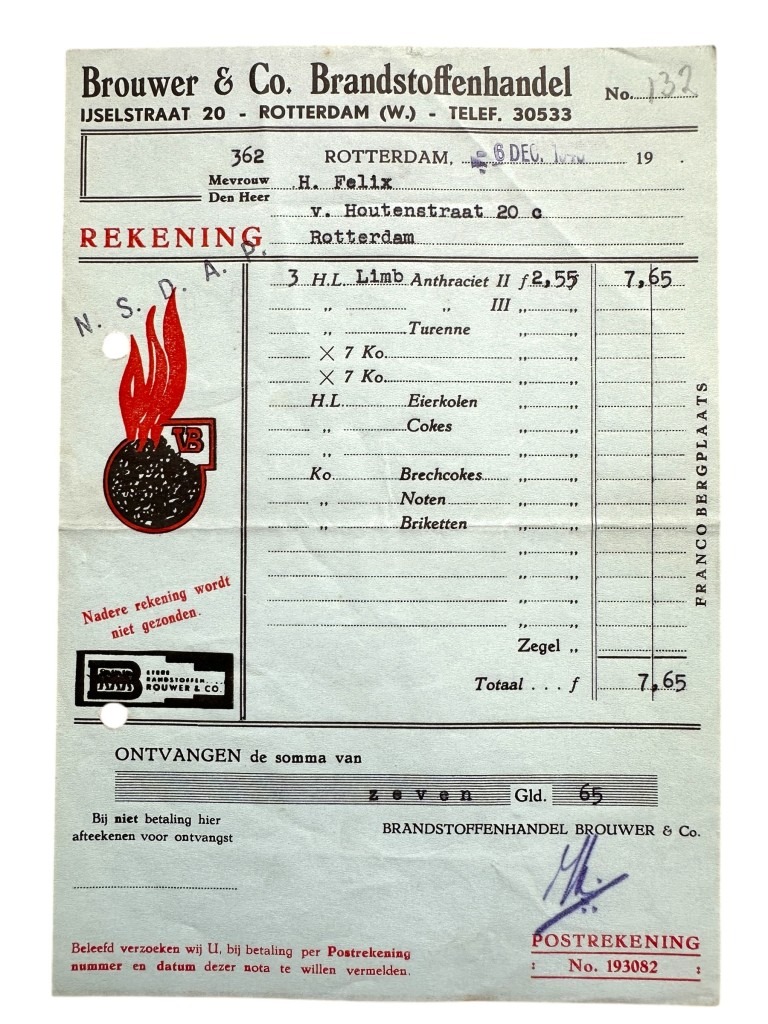 Brouwer & Co. Brandstoffenhandel
No. 132
IJSELSTRAAT 20 - ROTTERDAM (W.) - TELEF. 30533
362 ROTTERDAM, 6 DEC. 19 .
Mevrouw
Den Heer
H. Felix
v. Houtenstraat 20 c
REKENING Rotterdam
N. S. D. A. P.
3 H.L. Limb Anthraciet II f 2,55 7,65
„ „ III „ „
„ Turenne „ „
× 7 Ko. „ „
× 7 Ko. „ „
H.L. Eierkolen „ „
„ Cokes „ „
„ „ „
Ko. Brechcokes „ „
„ Noten „ „
„ Briketten „ „
„ „
„ „
„ „
„ „
Zegel „
Totaal . . . f 7,65
VB
FRANCO BERGPLAATS
Nadere rekening wordt
niet gezonden.
B
BRANDSTOFFEN
ROUWER & CO.
ONTVANGEN de somma van
zeven Gld. 65
Bij niet betaling hier
afteekenen voor ontvangst
BRANDSTOFFENHANDEL BROUWER & Co.
Beleefd verzoeken wij U, bij betaling per Postrekening
nummer en datum dezer nota te willen vermelden.
POSTREKENING
: No. 193082 :